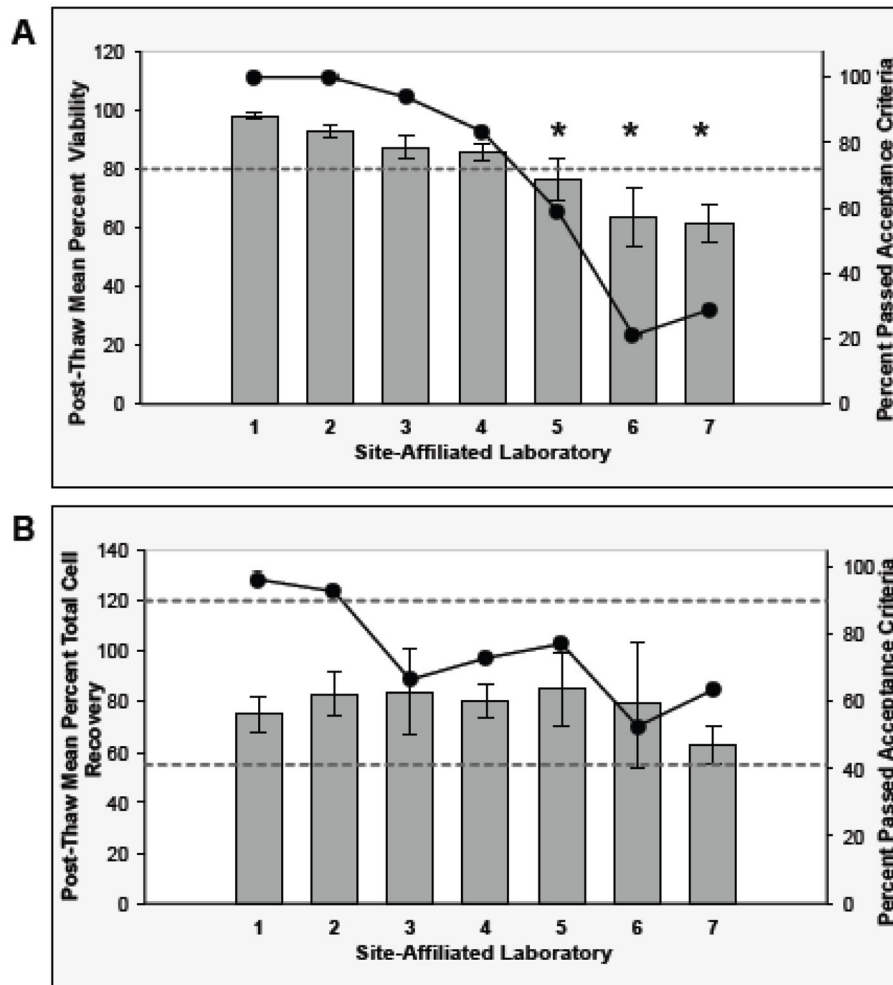 A
Post-Thaw Mean Percent Viability
120
100
80
60
40
20
0
* * *
100
80
60
40
20
0
Percent Passed Acceptance Criteria
1 2 3 4 5 6 7
Site-Affiliated Laboratory
B
Post-Thaw Mean Percent Total Cell
Recovery
140
120
100
80
60
40
20
0
100
80
60
40
20
0
Percent Passed Acceptance Criteria
1 2 3 4 5 6 7
Site-Affiliated Laboratory